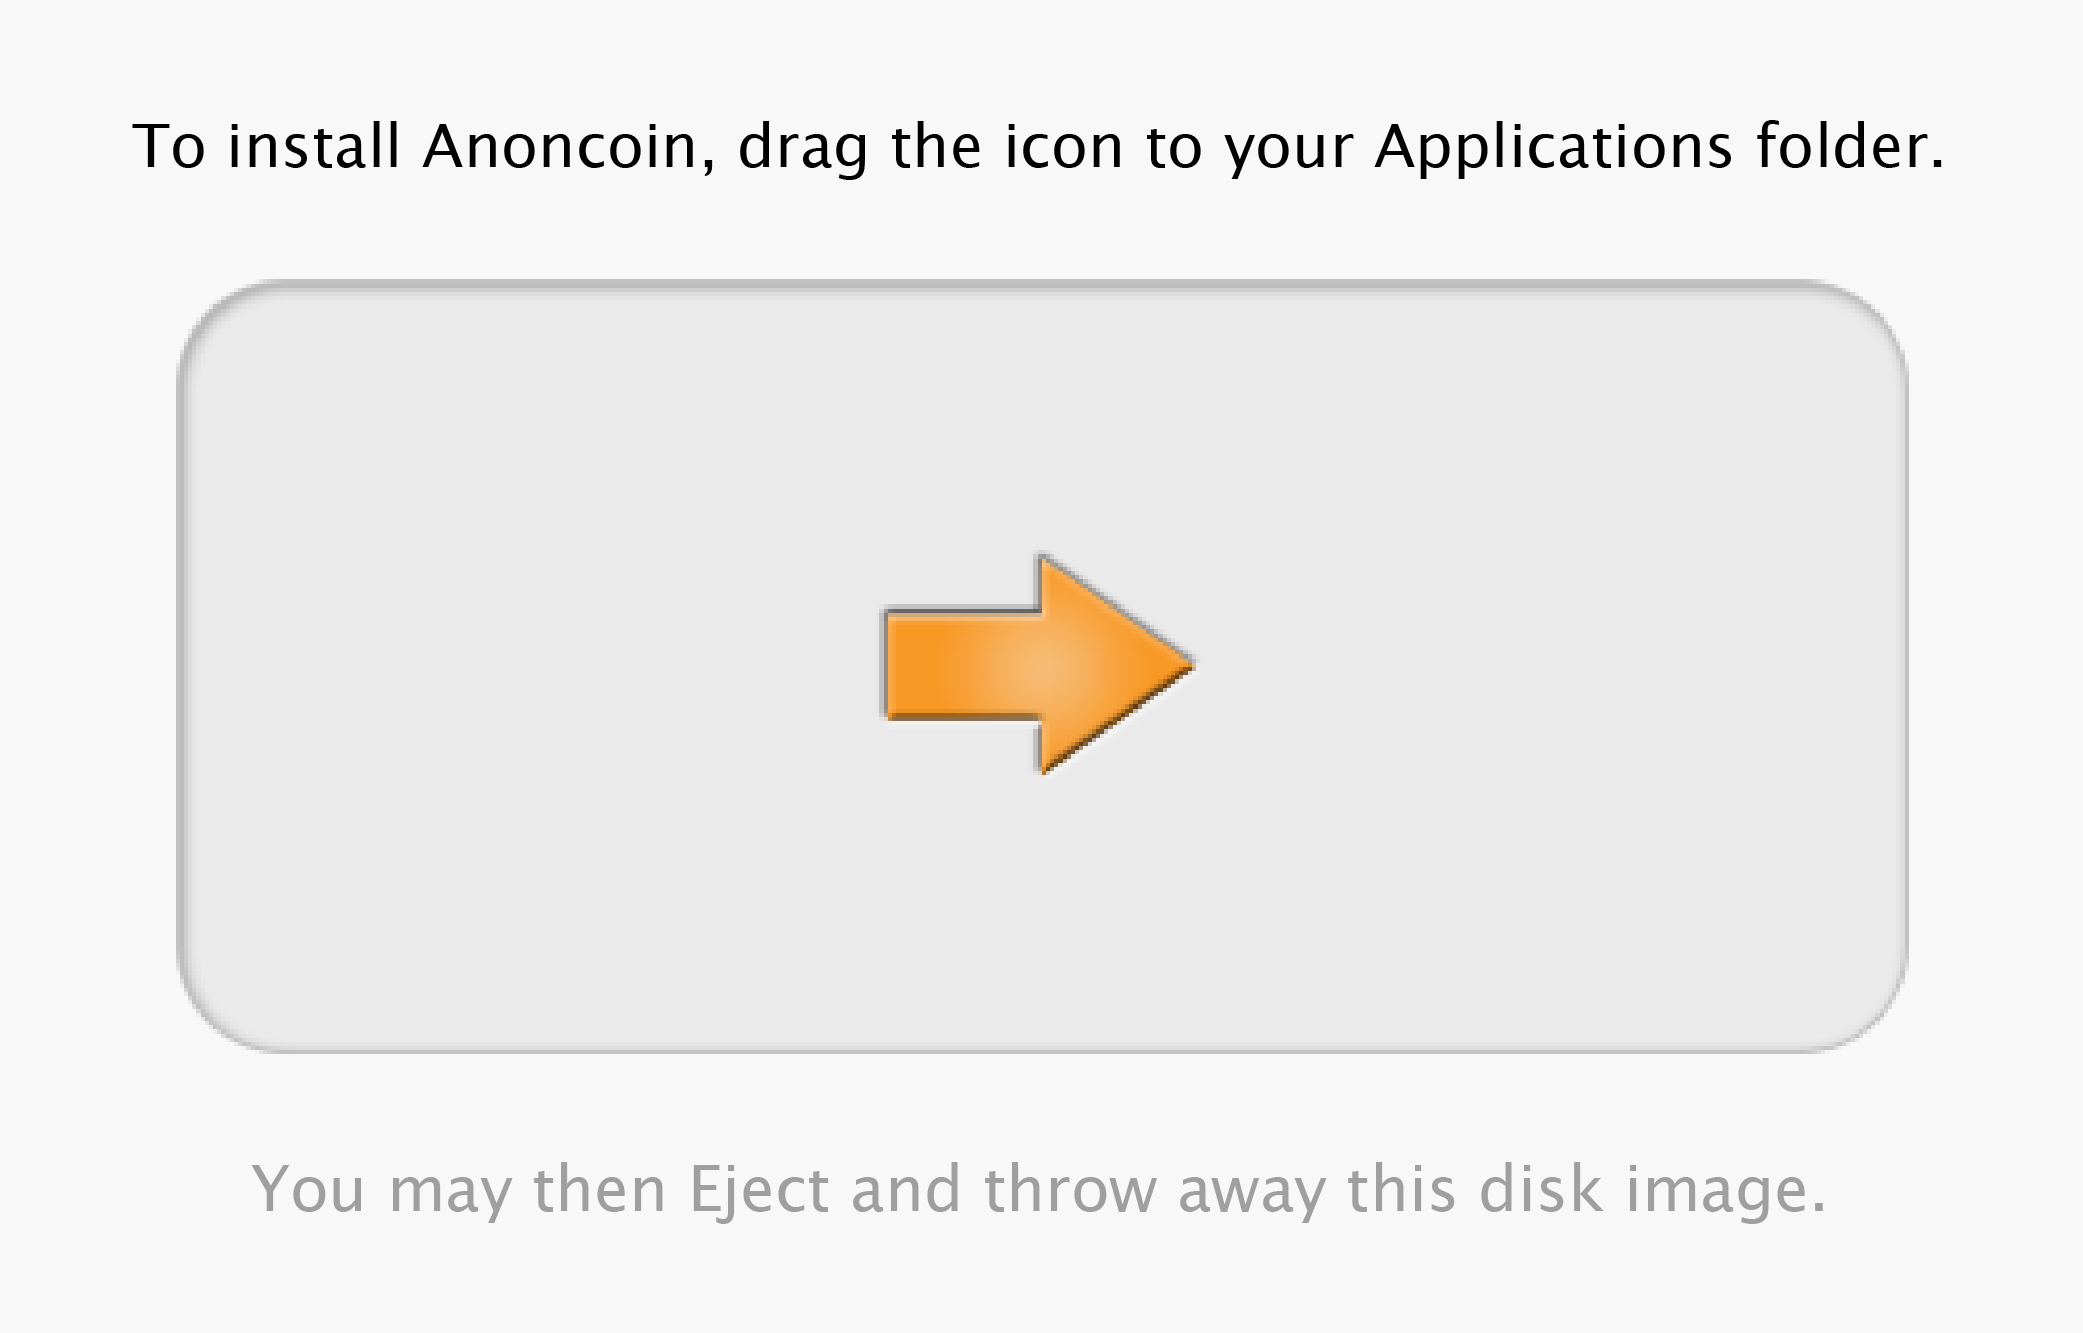 To install Anoncoin, drag the icon to your Applications folder.
You may then Eject and throw away this disk image.